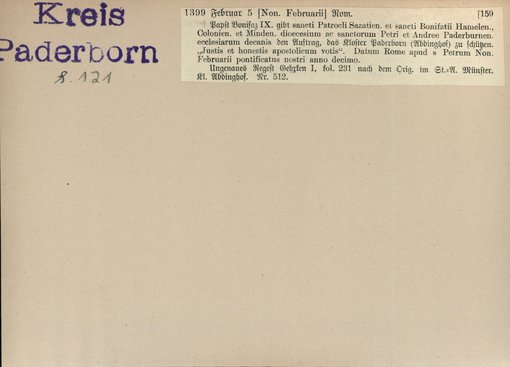 Kreis
Paderborn
S. 121
1399 Februar 5 [Non. Februarii] Rom. [159
Papst Bonifaz IX. gibt sancti Patrocli Sazatien. et sancti Bonifatii Hamelen.,
Colonien. et Minden. dioecesium ac sanctorum Petri et Andree Paderburnen.
ecclesiarum decanis den Auftrag, das Kloster Paderborn (Abdinghof) zu schützen.
„Justis et honestis apostolicum votis“. Datum Rome apud s Petrum Non.
Februarii pontificatus nostri anno decimo.
Ungenaues Regest Gehrken I, fol. 231 nach dem Orig. im St.-A. Münster.
Kl. Abdinghof. Nr. 512.